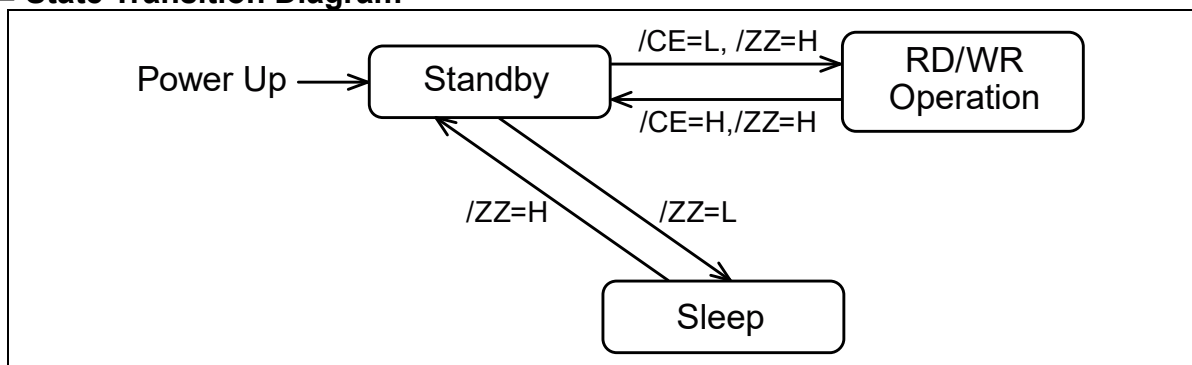 State Transition Diagram
/CE=L, /ZZ=H
Power Up
Standby
RD/WR
Operation
/CE=H,/ZZ=H
/ZZ=H
/ZZ=L
Sleep